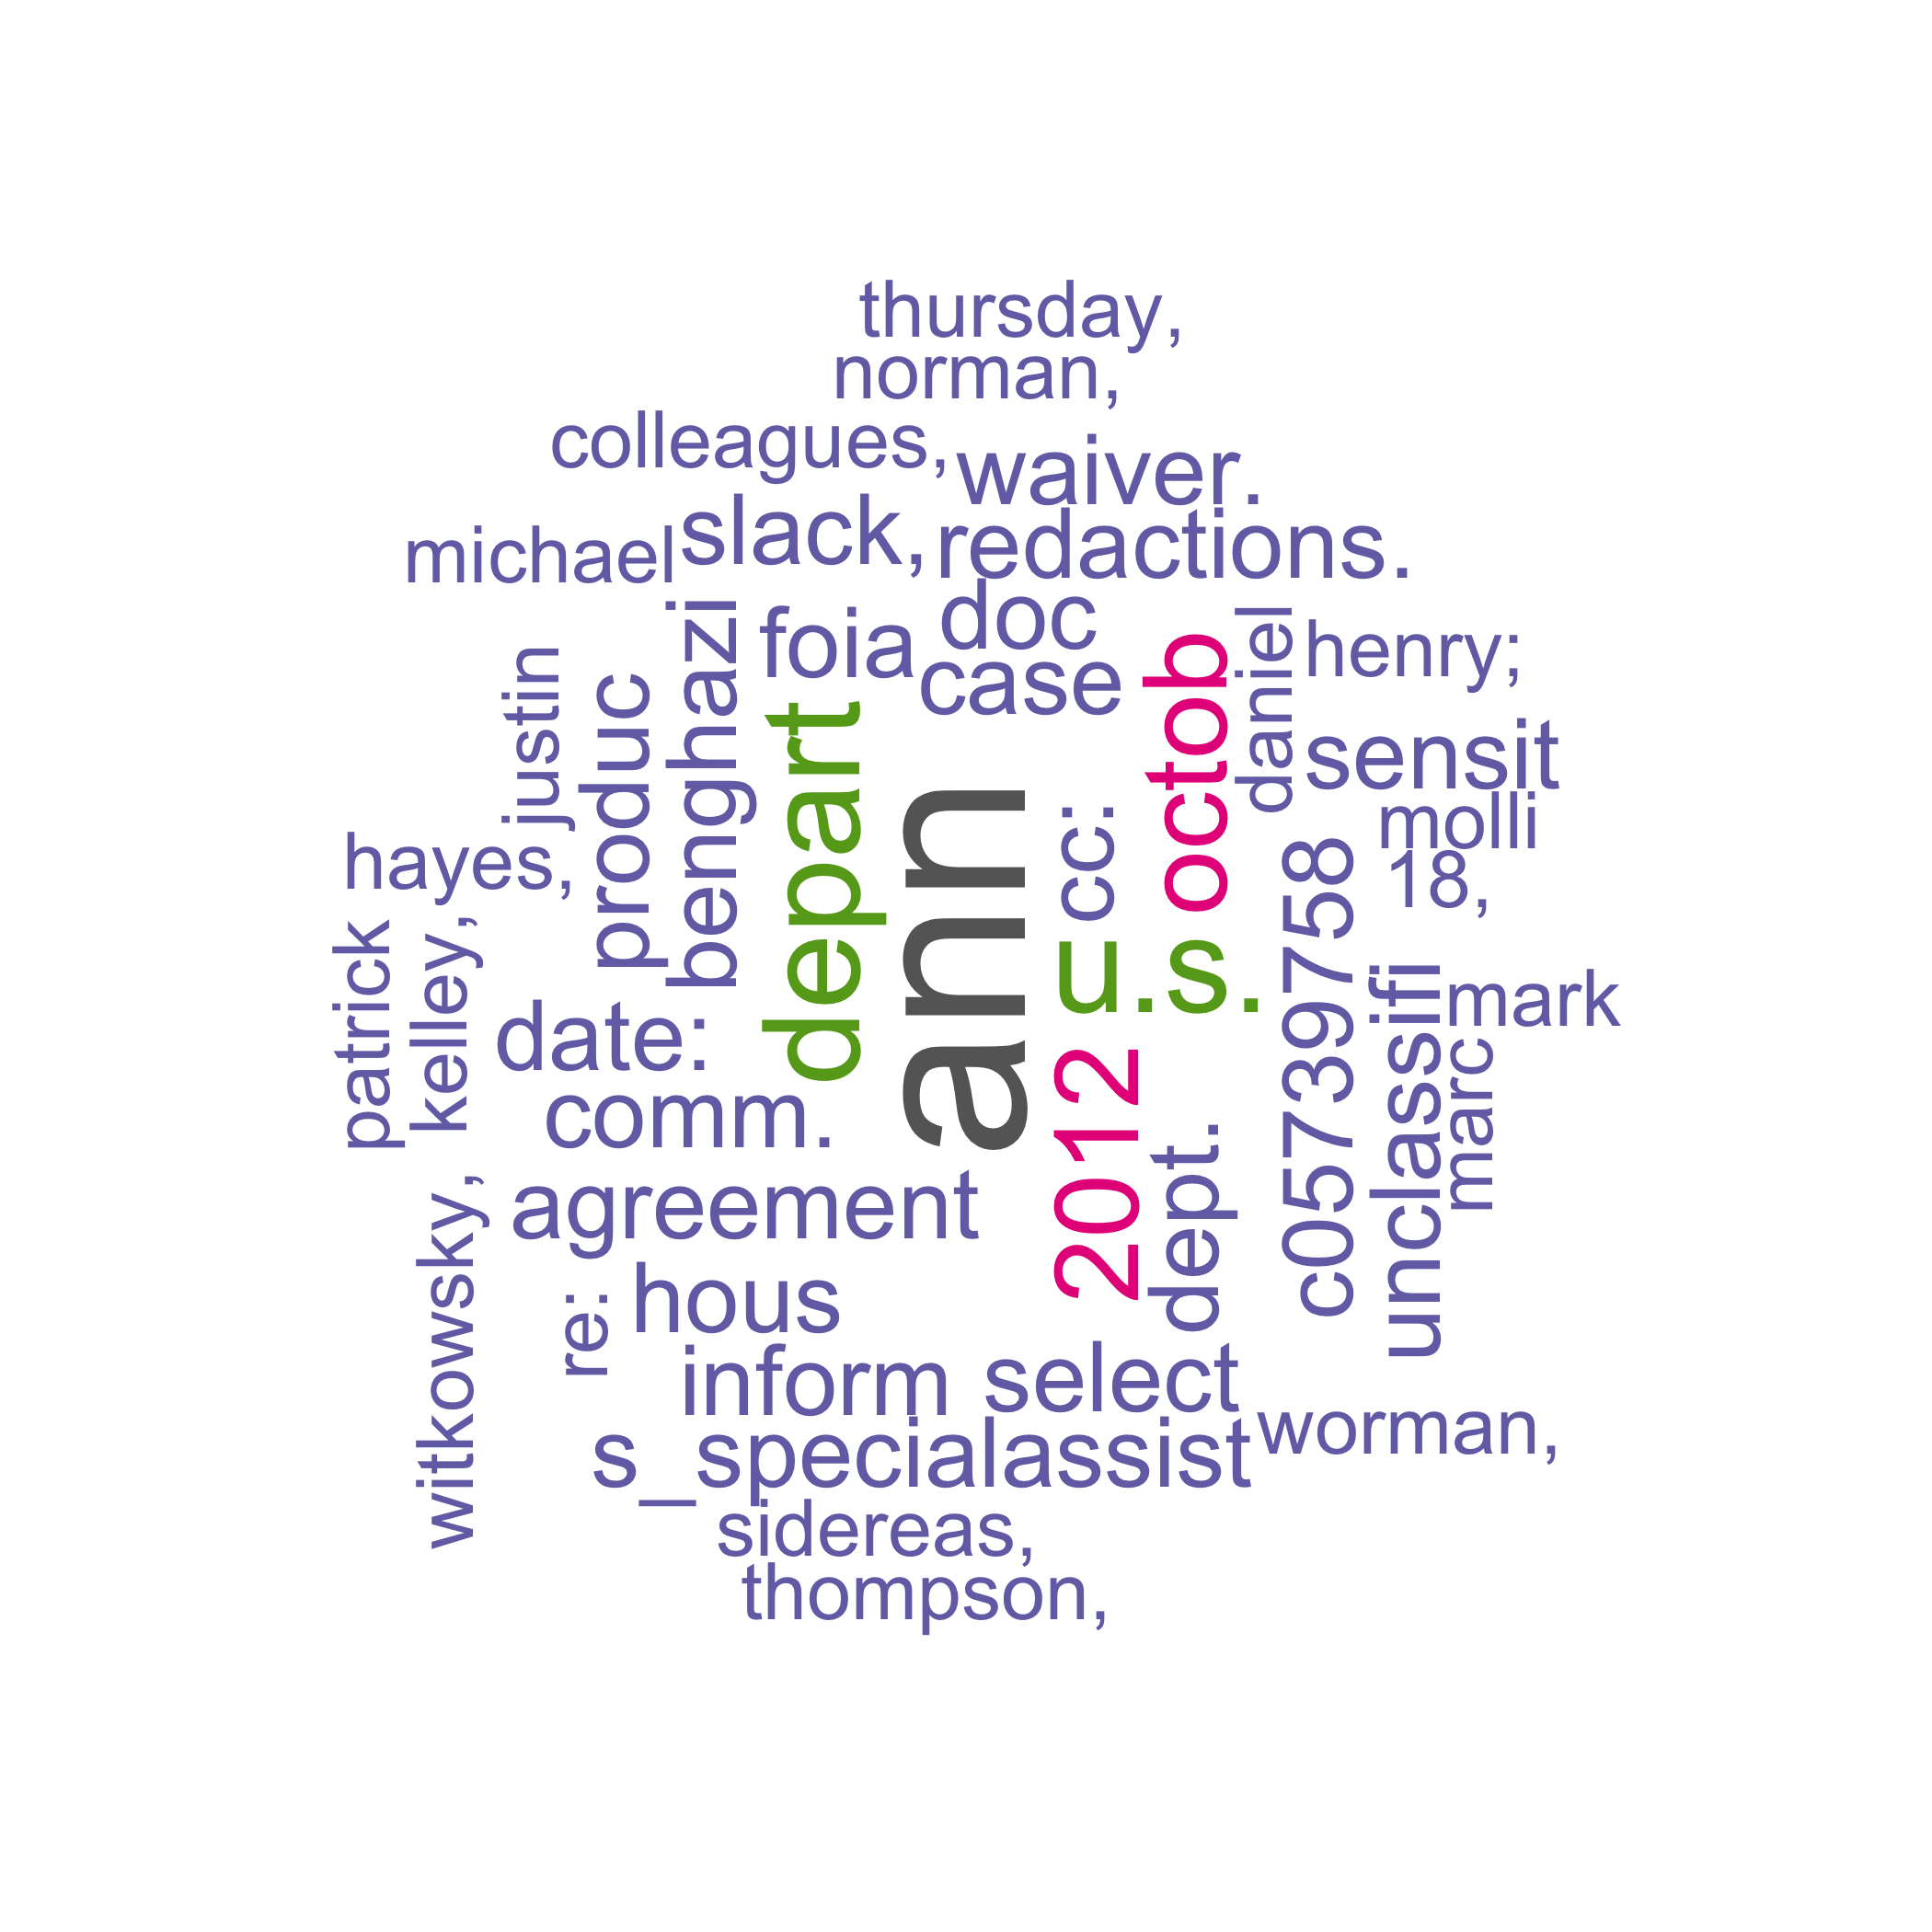 thursday,
norman,
colleagues,
waiver.
slack,
redactions.
michael
doc
foia
case
henry;
daniel
octob
benghazi
produc
justin
depart
sensit
molli
amn
cc:
18,
hayes,
u.s.
c05739758
unclassifi
mark
marc
patrick
kelley,
date:
comm.
2012
dept.
agreement
witkowsky,
hous
re:
inform
select
worman,
s_specialassist
sidereas,
thompson,